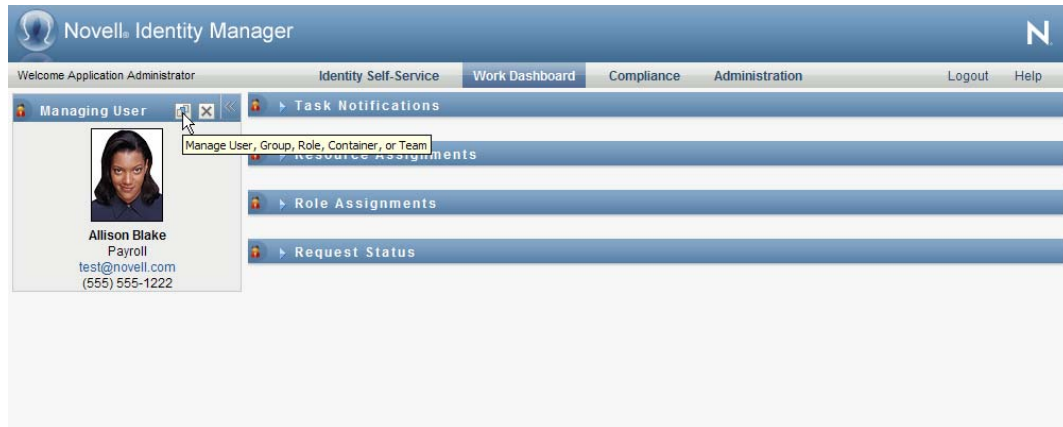 Novell® Identity Manager
N
Welcome Application Administrator
Identity Self-Service Work Dashboard Compliance Administration Logout Help
Managing User
Task Notifications
Manage User, Group, Role, Container, or Team
Resource Assignments
Role Assignments
Allison Blake
Payroll
Request Status
test@novell.com
(555) 555-1222